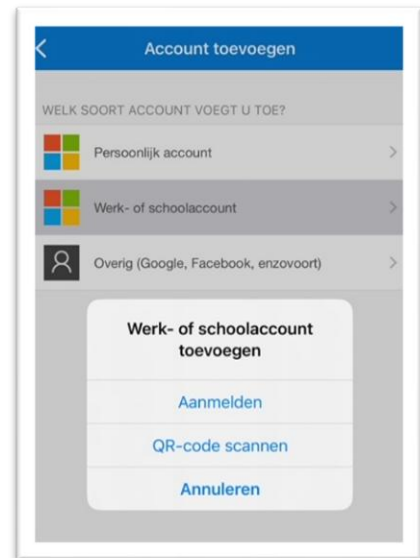 Account toevoegen
WELK SOORT ACCOUNT VOEGT U TOE?
Persoonlijk account
Werk- of schoolaccount
Overig (Google, Facebook, enzovoort)
Werk- of schoolaccount
toevoegen
Aanmelden
QR-code scannen
Annuleren